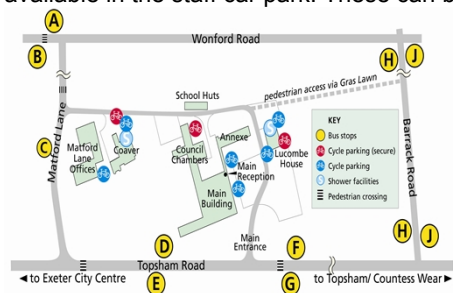 available in the staff car park. These can b
A
Wonford Road
B
H
J
pedestrian access via Gras Lawn
School Huts
Matford Lane
C
Matford
Lane
Offices
Coaver
Council
Chambers
Annexe
Main
Reception
Lucombe
House
Main
Building
KEY
Bus stops
Cycle parking (secure)
Cycle parking
Shower facilities
Pedestrian crossing
Barrack Road
H
J
D
Main
Entrance
F
Topsham Road
E
G
to Exeter City Centre
to Topsham/ Countess Wear